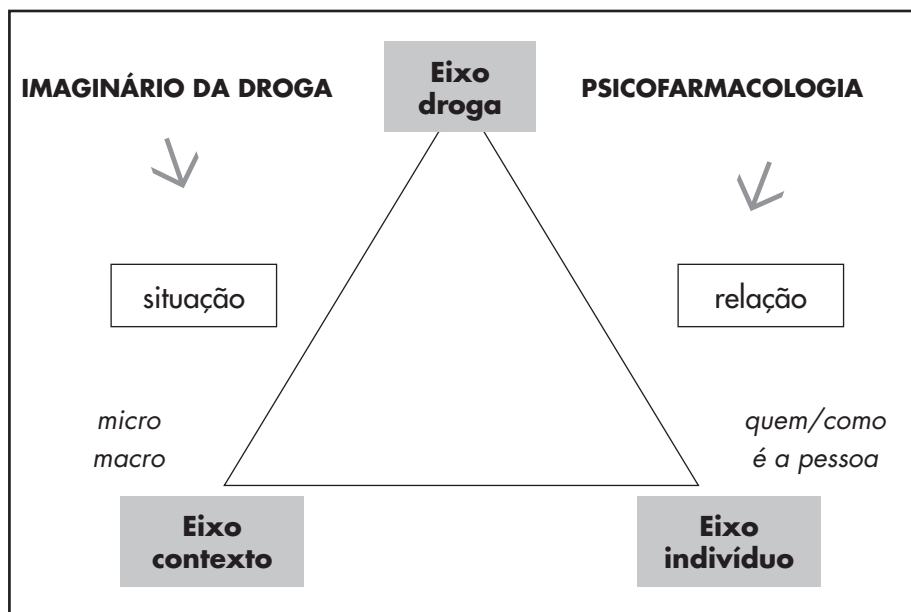 IMAGINÁRIO DA DROGA
Eixo
droga
PSICOFARMACOLOGIA
situação
relação
micro
macro
quem/como
é a pessoa
Eixo
contexto
Eixo
indivíduo